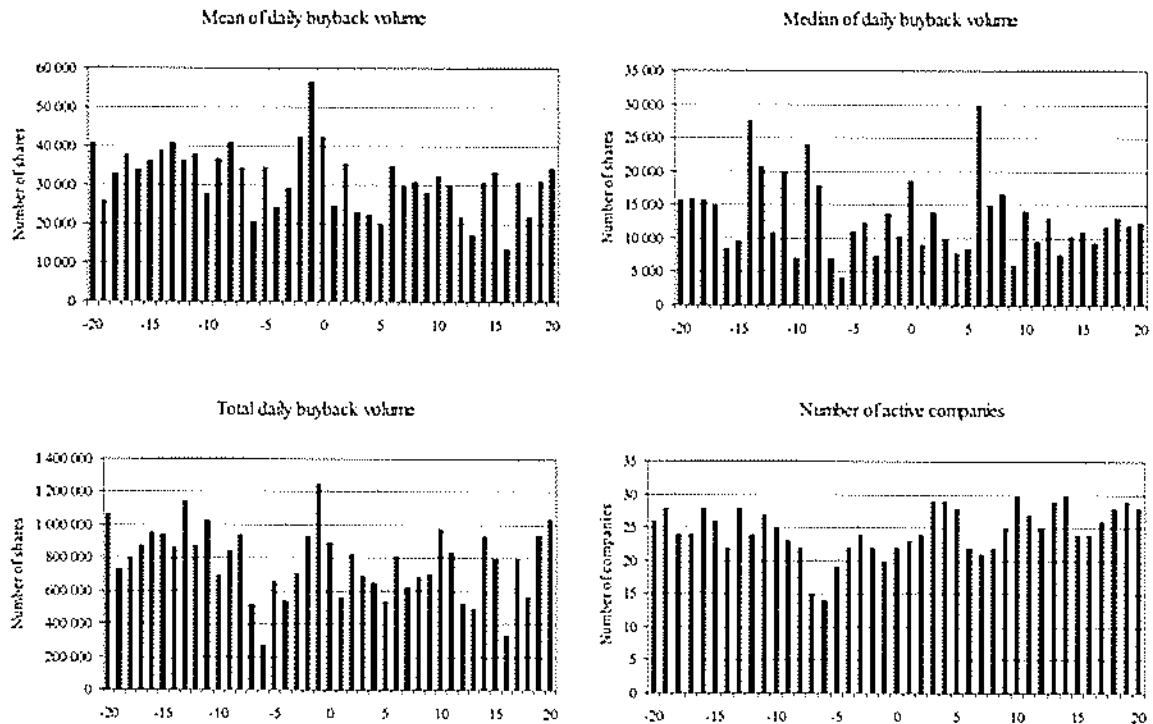 Mean of daily buyback volume
Number of shares
60 000
50 000
40 000
30 000
20 000
10 000
0
-20 -15 -10 -5 0 5 10 15 20
Median of daily buyback volume
Number of shares
35 000
30 000
25 000
20 000
15 000
10 000
5 000
0
-20 -15 -10 -5 0 5 10 15 20
Total daily buyback volume
Number of shares
1 400 000
1 200 000
1 000 000
800 000
600 000
400 000
200 000
0
-20 -15 -10 -5 0 5 10 15 20
Number of active companies
Number of companies
35
30
25
20
15
10
5
0
-20 -15 -10 -5 0 5 10 15 20